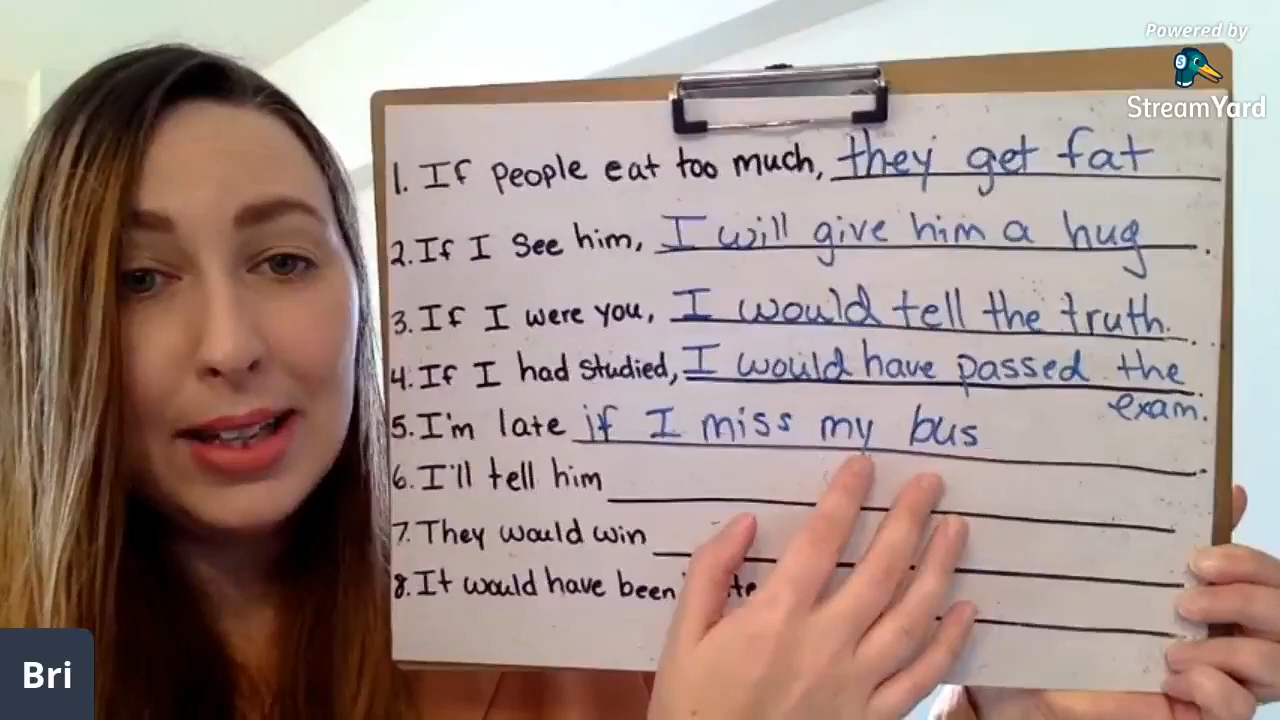 Powered by
StreamYard
1. If people eat too much, they get fat
2. If I see him, I will give him a hug.
3. If I were you, I would tell the truth.
4. If I had studied, I would have passed the
exam.
5. I'm late if I miss my bus.
6. I'll tell him
7. They would win
8. It would have been
Bri